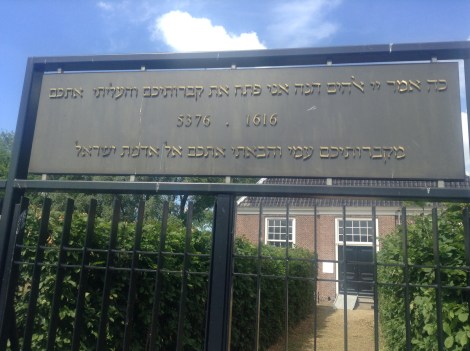 כה אמר יי אלהים הנה אני פתח את קברותיכם והעליתי אתכם
5376 . 1616
מקברותיכם עמי והבאתי אתכם אל אדמת ישראל